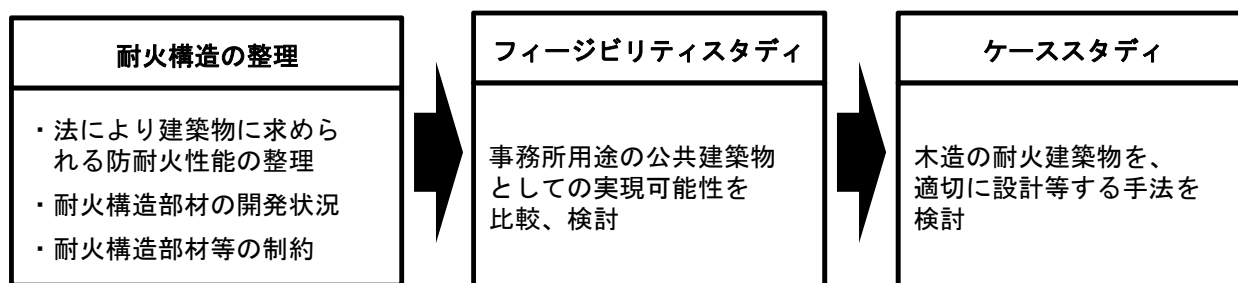 耐火構造の整理
・法により建築物に求めら
れる防耐火性能の整理
・耐火構造部材の開発状況
・耐火構造部材等の制約
フィージビリティスタディ
事務所用途の公共建築物
としての実現可能性を
比較、検討
ケーススタディ
木造の耐火建築物を、
適切に設計等する手法を
検討